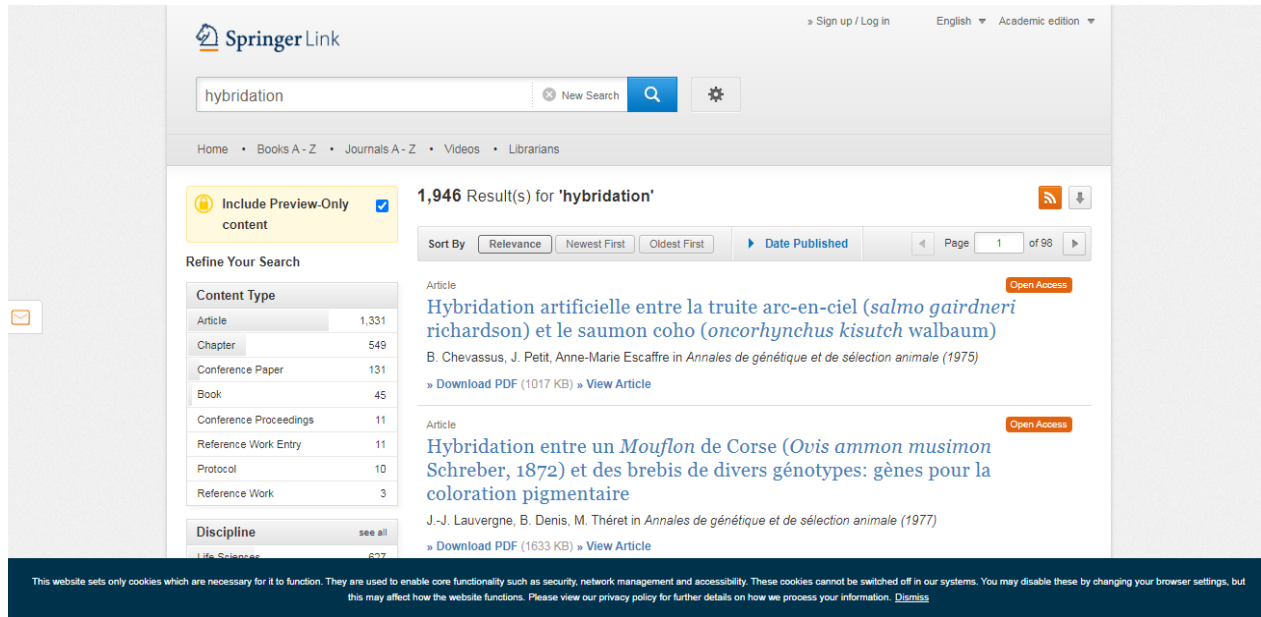 » Sign up / Log in English Academic edition
Springer Link
hybridation New Search
Home • Books A - Z • Journals A - Z • Videos • Librarians
Include Preview-Only
content
Refine Your Search
Content Type
Article 1,331
Chapter 549
Conference Paper 131
Book 45
Conference Proceedings 11
Reference Work Entry 11
Protocol 10
Reference Work 3
Discipline see all
Life Sciences 627
1,946 Result(s) for 'hybridation'
Sort By Relevance Newest First Oldest First Date Published Page 1 of 98
Article Open Access
Hybridation artificielle entre la truite arc-en-ciel (salmo gairdneri
richardson) et le saumon coho (oncorhynchus kisutch walbaum)
B. Chevassus, J. Petit, Anne-Marie Escaffre in Annales de génétique et de sélection animale (1975)
» Download PDF (1017 KB) » View Article
Article Open Access
Hybridation entre un Mouflon de Corse (Ovis ammon musimon
Schreber, 1872) et des brebis de divers génotypes: gènes pour la
coloration pigmentaire
J.-J. Lauvergne, B. Denis, M. Théret in Annales de génétique et de sélection animale (1977)
» Download PDF (1633 KB) » View Article
This website sets only cookies which are necessary for it to function. They are used to enable core functionality such as security, network management and accessibility. These cookies cannot be switched off in our systems. You may disable these by changing your browser settings, but
this may affect how the website functions. Please view our privacy policy for further details on how we process your information. Dismiss